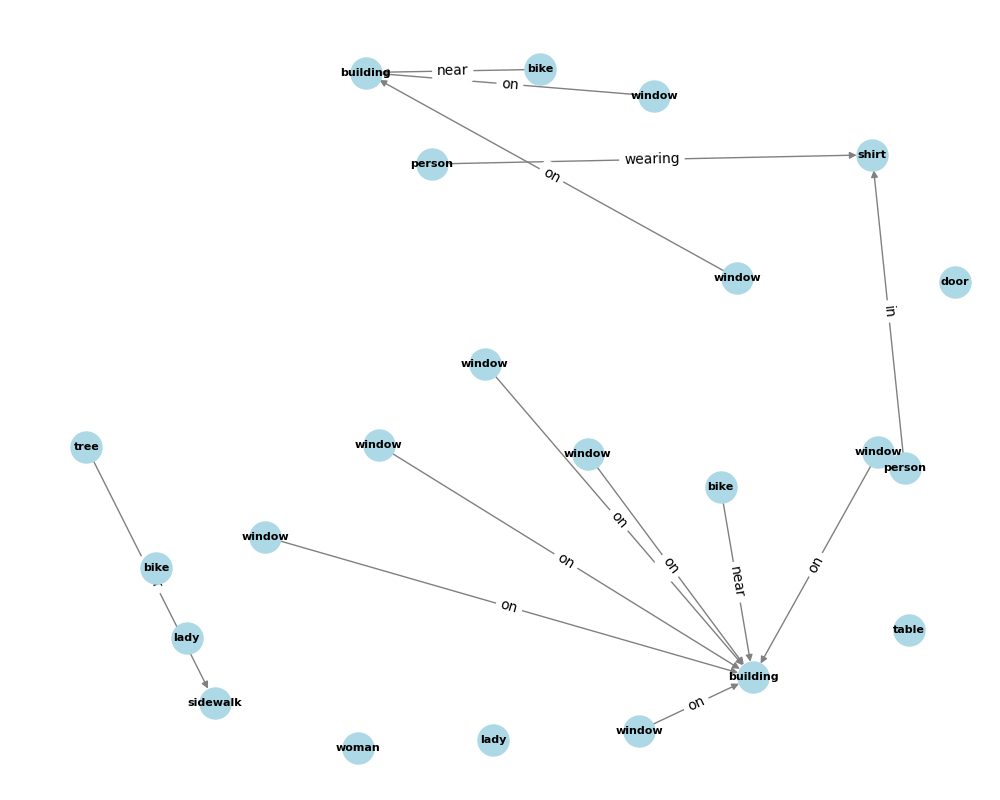 building
near
bike
on
window
person
wearing
shirt
on
window
door
in
window
tree
window
window
window
person
bike
on
window
on
on
near
on
bike
on
table
lady
building
sidewalk
on
window
woman
lady